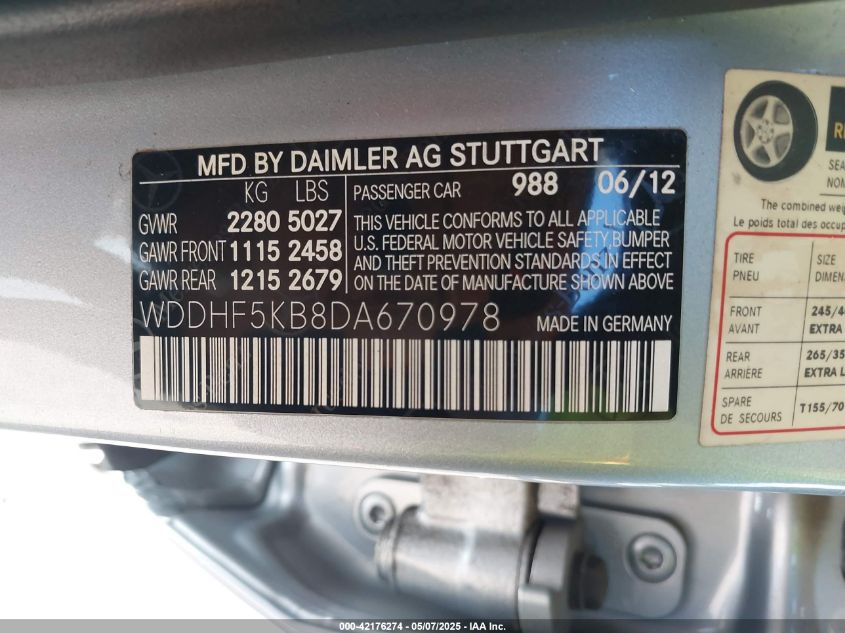 MFD BY DAIMLER AG STUTTGART
KG LBS
GVWR 2280 5027
GAWR FRONT 1115 2458
GAWR REAR 1215 2679
PASSENGER CAR 988 06/12
THIS VEHICLE CONFORMS TO ALL APPLICABLE
U.S. FEDERAL MOTOR VEHICLE SAFETY,BUMPER
AND THEFT PREVENTION STANDARDS IN EFFECT
ON THE DATE OF MANUFACTURE SHOWN ABOVE
WDDHF5KB8DA670978 MADE IN GERMANY
The combined
Le poids total des
TIRE
PNEU
SIZE
FRONT
AVANT
245/4
EXTRA
REAR
ARRIÈRE
265/35
EXTRA L
SPARE
DE SECOURS
T155/70
000-42176274 | 05/07/2025 - IAA Inc.